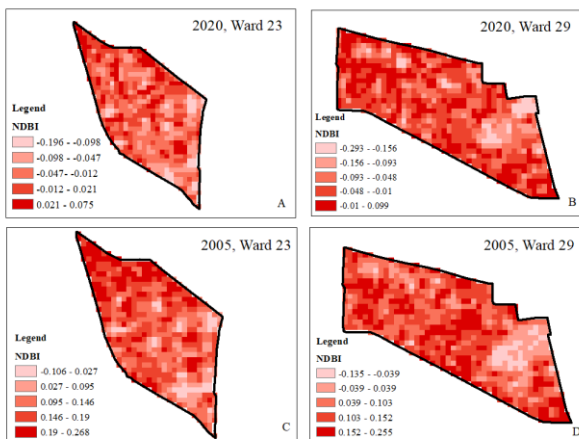 2020, Ward 23
Legend
NDBI
-0.196 - -0.098
-0.098 - -0.047
-0.047 - -0.012
-0.012 - 0.021
0.021 - 0.075
A
2020, Ward 29
Legend
NDBI
-0.293 - -0.156
-0.156 - -0.093
-0.093 - -0.048
-0.048 - -0.01
-0.01 - 0.099
B
2005, Ward 23
Legend
NDBI
-0.106 - 0.027
0.027 - 0.095
0.095 - 0.146
0.146 - 0.19
0.19 - 0.268
C
2005, Ward 29
Legend
NDBI
-0.135 - -0.039
-0.039 - 0.039
0.039 - 0.103
0.103 - 0.152
0.152 - 0.255
D